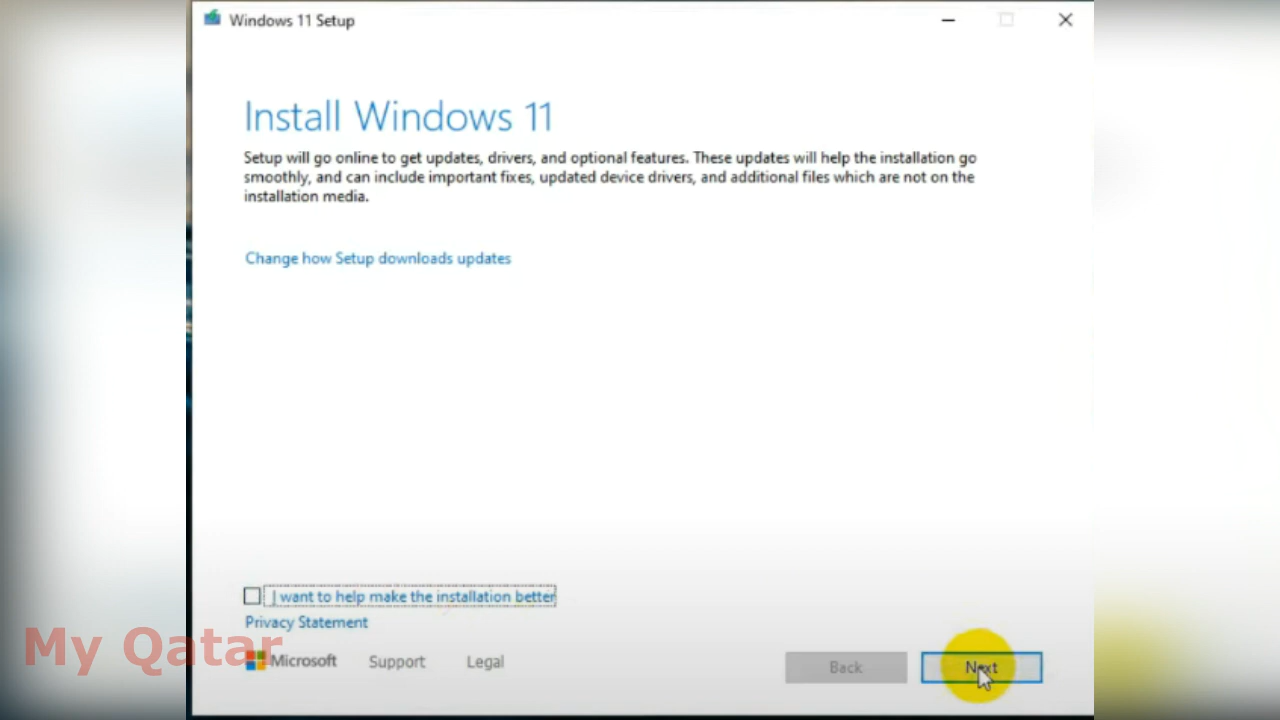 Windows 11 Setup
Install Windows 11
Setup will go online to get updates, drivers, and optional features. These updates will help the installation go
smoothly, and can include important fixes, updated device drivers, and additional files which are not on the
installation media.
Change how Setup downloads updates
I want to help make the installation better
Privacy Statement
My Qatar
Microsoft Support Legal
Back Next